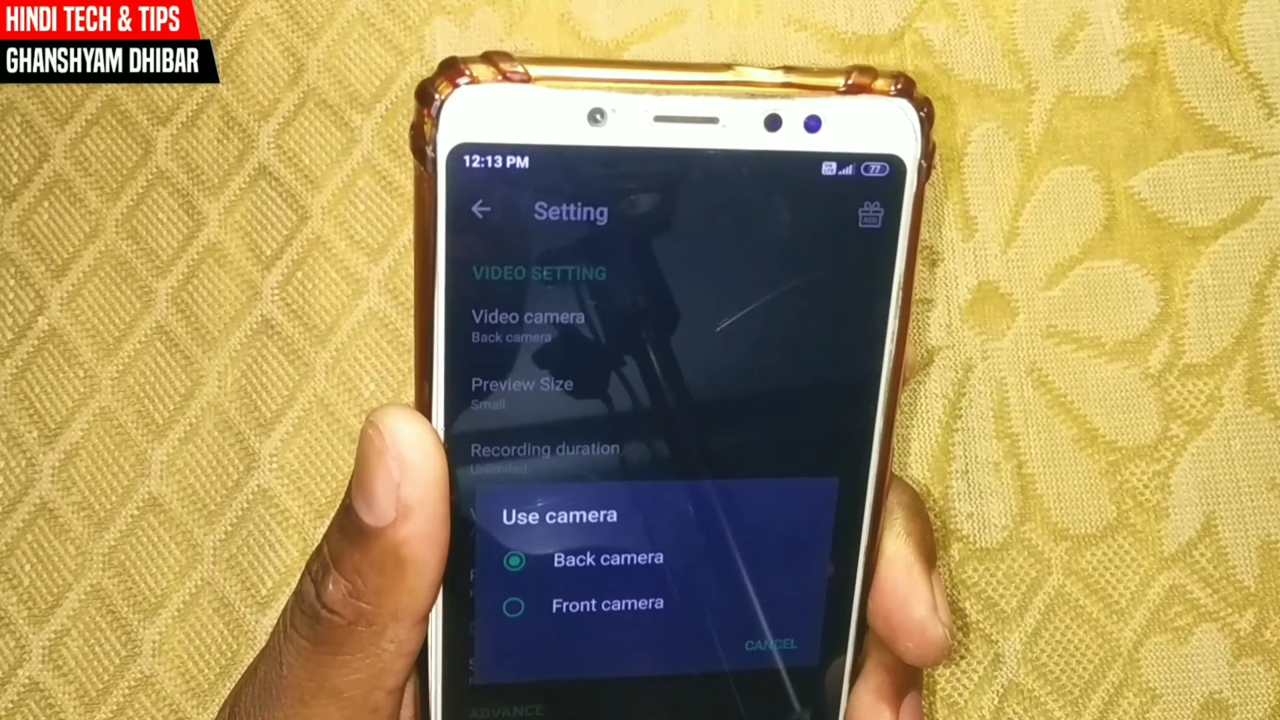 HINDI TECH & TIPS
GHANSHYAM DHIBAR
12:13 PM
77
Setting
VIDEO SETTING
Video camera
Back camera
Preview Size
Small
Recording duration
Unlimited
Use camera
Back camera
Front camera
CANCEL
ADVANCE